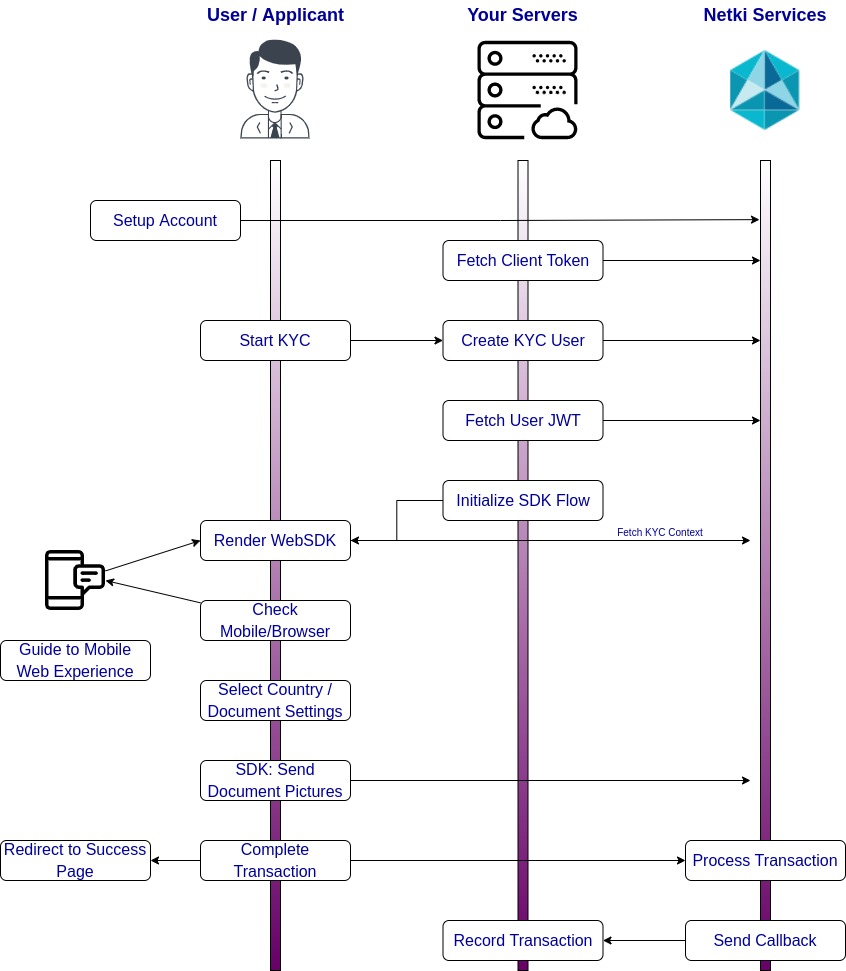 User / Applicant
Your Servers
Netki Services
Setup Account
Fetch Client Token
Start KYC
Create KYC User
Fetch User JWT
Initialize SDK Flow
Fetch KYC Context
Render WebSDK
Check
Mobile/Browser
Guide to Mobile
Web Experience
Select Country /
Document Settings
SDK: Send
Document Pictures
Redirect to Success
Page
Complete
Transaction
Process Transaction
Record Transaction
Send Callback